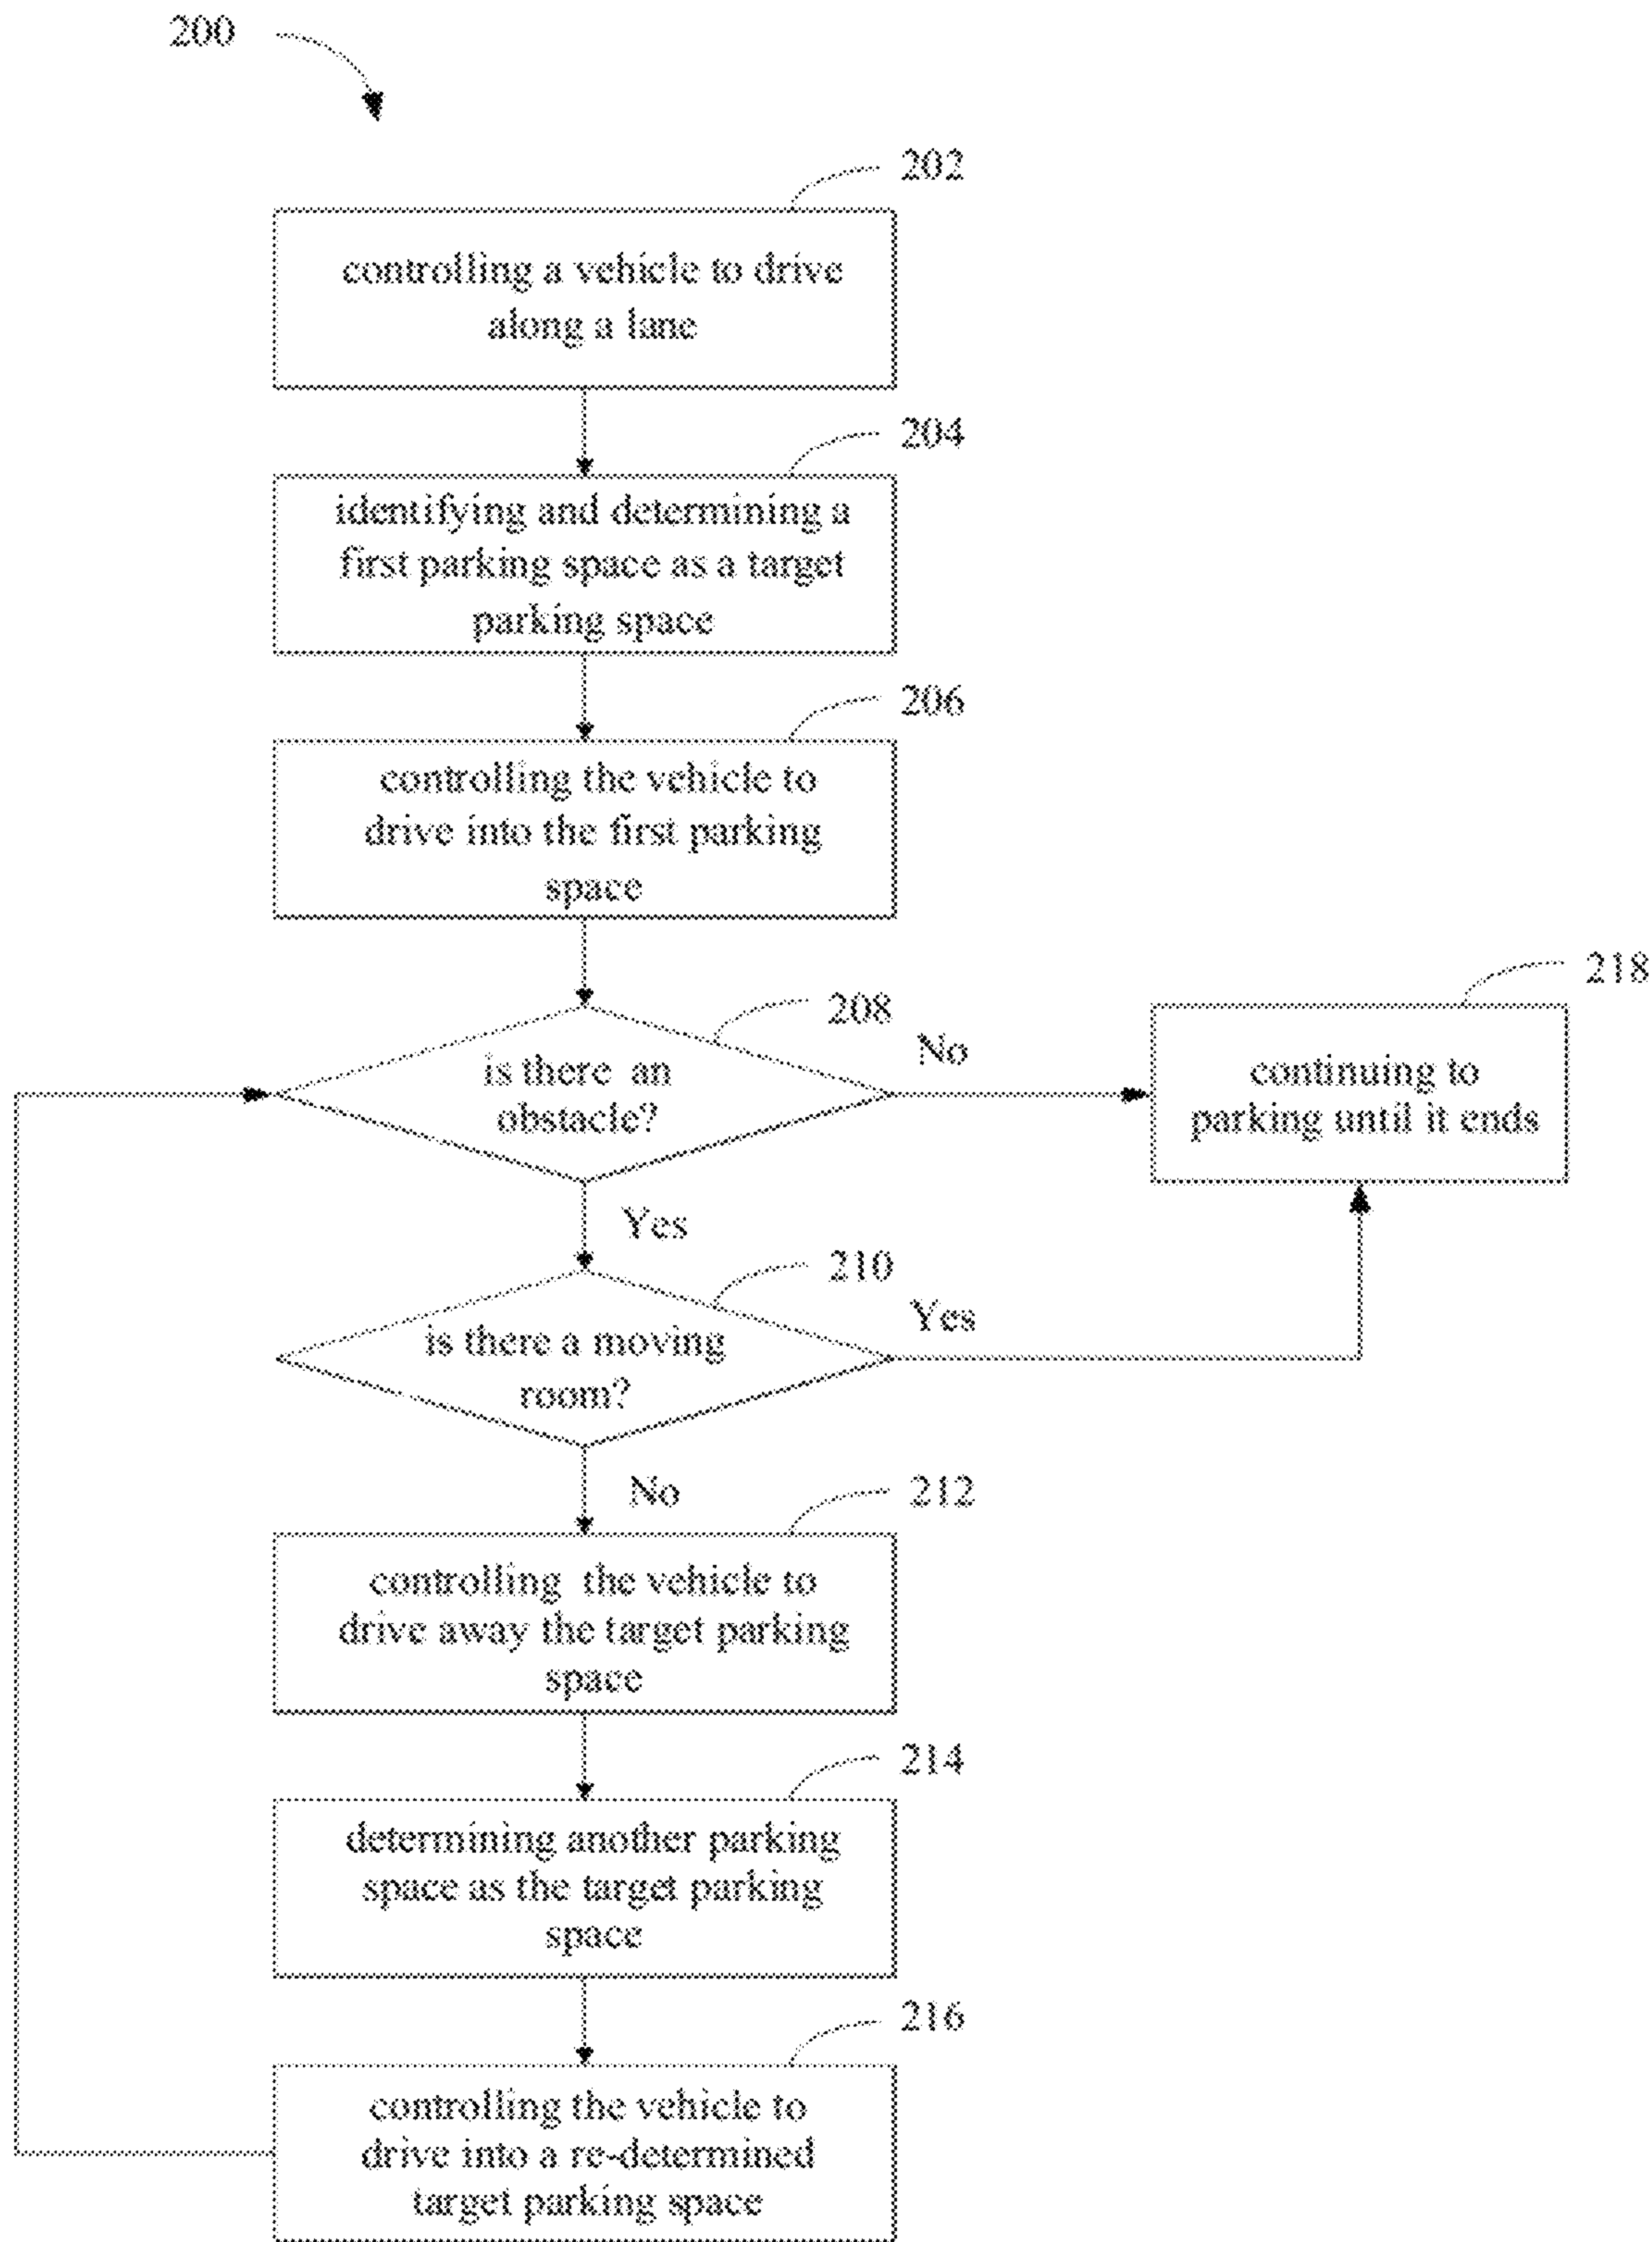 200
202
controlling a vehicle to drive
along a lane
204
identifying and determining a
first parking space as a target
parking space
206
controlling the vehicle to
drive into the first parking
space
218
208
No
is there an
obstacle?
continuing to
parking until it ends
Yes
210
Yes
is there a moving
room?
No
212
controlling the vehicle to
drive away the target parking
space
214
determining another parking
space as the target parking
space
216
controlling the vehicle to
drive into a re-determined
target parking space